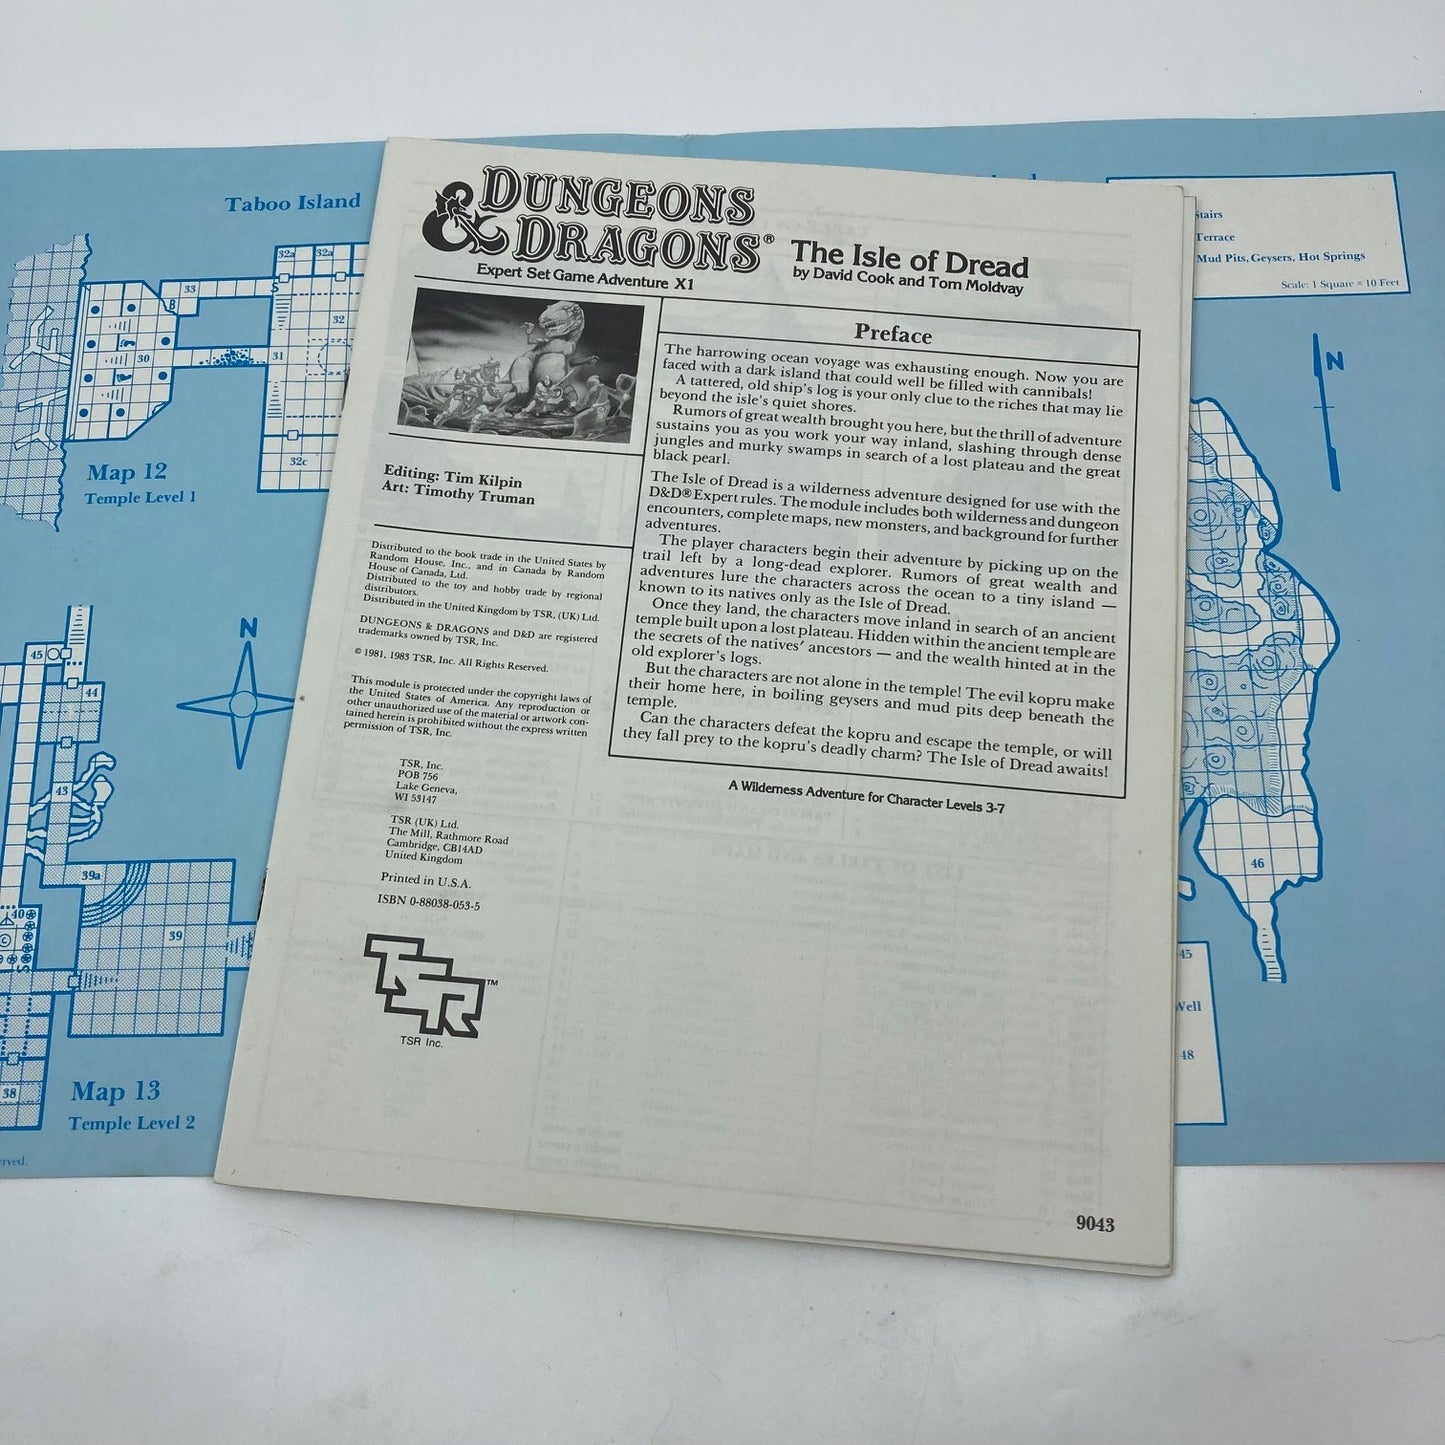 Taboo Island
32a
32a
33
B
S
32
30
31
32c
Map 12
Temple Level 1
N
45
44
43
39a
40
C
39
S
38
Map 13
Temple Level 2
DUNGEONS
& DRAGONS®
Expert Set Game Adventure X1
The Isle of Dread
by David Cook and Tom Moldvay
Editing: Tim Kilpin
Art: Timothy Truman
Distributed to the book trade in the United States by
Random House, Inc., and in Canada by Random
House of Canada, Ltd.
Distributed to the toy and hobby trade by regional
distributors.
Distributed in the United Kingdom by TSR, (UK) Ltd.
DUNGEONS & DRAGONS and D&D are registered
trademarks owned by TSR, Inc.
© 1981, 1983 TSR, Inc. All Rights Reserved.
This module is protected under the copyright laws of
the United States of America. Any reproduction or
other unauthorized use of the material or artwork con-
tained herein is prohibited without the express written
permission of TSR, Inc.
TSR, Inc.
POB 756
Lake Geneva,
WI 53147
TSR (UK) Ltd.
The Mill, Rathmore Road
Cambridge, CB14AD
United Kingdom
Printed in U.S.A.
ISBN 0-88038-053-5
TSR™
TSR Inc.
Preface
The harrowing ocean voyage was exhausting enough. Now you are
faced with a dark island that could well be filled with cannibals!
A tattered, old ship's log is your only clue to the riches that may lie
beyond the isle's quiet shores.
Rumors of great wealth brought you here, but the thrill of adventure
sustains you as you work your way inland, slashing through dense
jungles and murky swamps in search of a lost plateau and the great
black pearl.
The Isle of Dread is a wilderness adventure designed for use with the
D&D® Expert rules. The module includes both wilderness and dungeon
encounters, complete maps, new monsters, and background for further
adventures.
The player characters begin their adventure by picking up on the
trail left by a long-dead explorer. Rumors of great wealth and
adventures lure the characters across the ocean to a tiny island —
known to its natives only as the Isle of Dread.
Once they land, the characters move inland in search of an ancient
temple built upon a lost plateau. Hidden within the ancient temple are
the secrets of the natives' ancestors — and the wealth hinted at in the
old explorer's logs.
But the characters are not alone in the temple! The evil kopru make
their home here, in boiling geysers and mud pits deep beneath the
temple.
Can the characters defeat the kopru and escape the temple, or will
they fall prey to the kopru's deadly charm? The Isle of Dread awaits!
A Wilderness Adventure for Character Levels 3-7
9043
Stairs
Terrace
Mud Pits, Geysers, Hot Springs
Scale: 1 Square = 10 Feet
N
46
45
Well
48